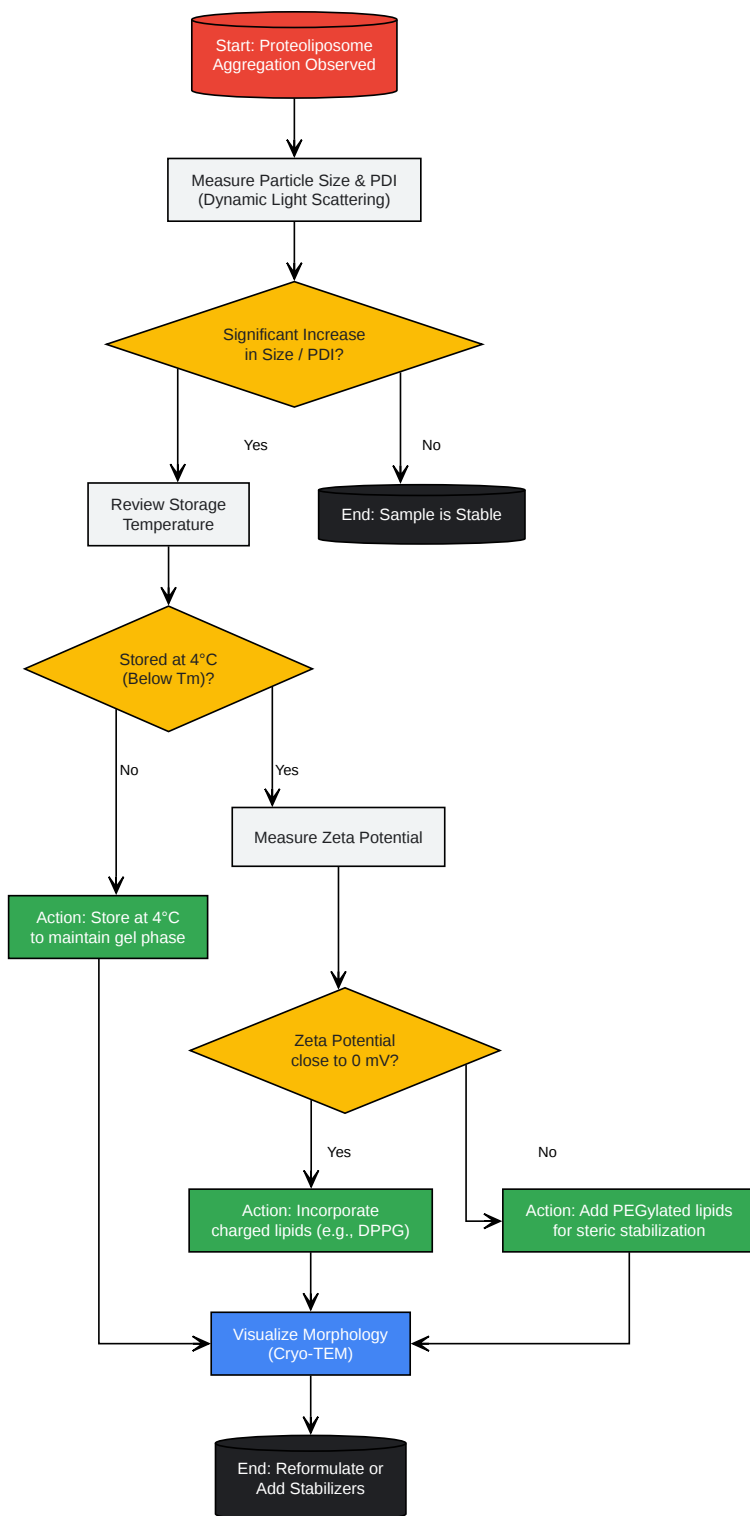 Start: Proteoliposome
Aggregation Observed
Measure Particle Size & PDI
(Dynamic Light Scattering)
Significant Increase
in Size / PDI?
Yes
No
Review Storage
Temperature
End: Sample is Stable
Stored at 4°C
(Below Tm)?
No
Yes
Measure Zeta Potential
Action: Store at 4°C
to maintain gel phase
Zeta Potential
close to 0 mV?
Yes
No
Action: Incorporate
charged lipids (e.g., DPPG)
Action: Add PEGylated lipids
for steric stabilization
Visualize Morphology
(Cryo-TEM)
End: Reformulate or
Add Stabilizers